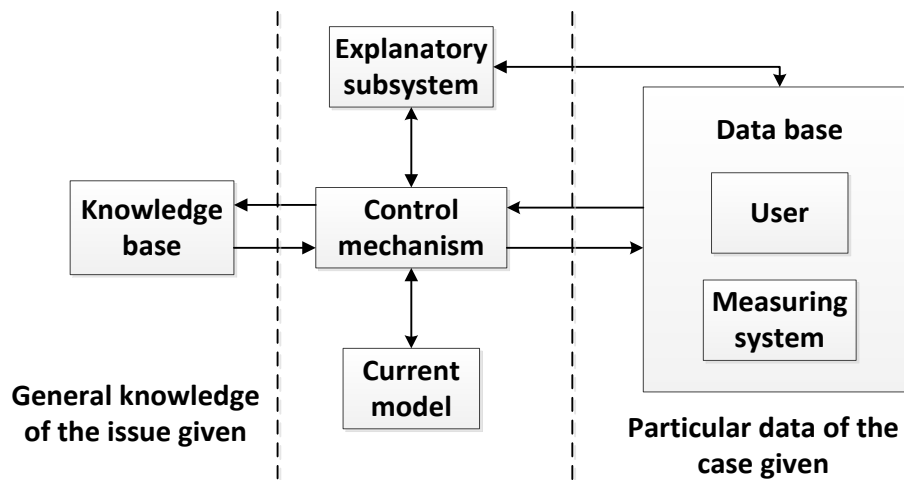 Explanatory
subsystem
Data base
User
Knowledge
base
Control
mechanism
Measuring
system
Current
model
General knowledge
of the issue given
Particular data of the
case given